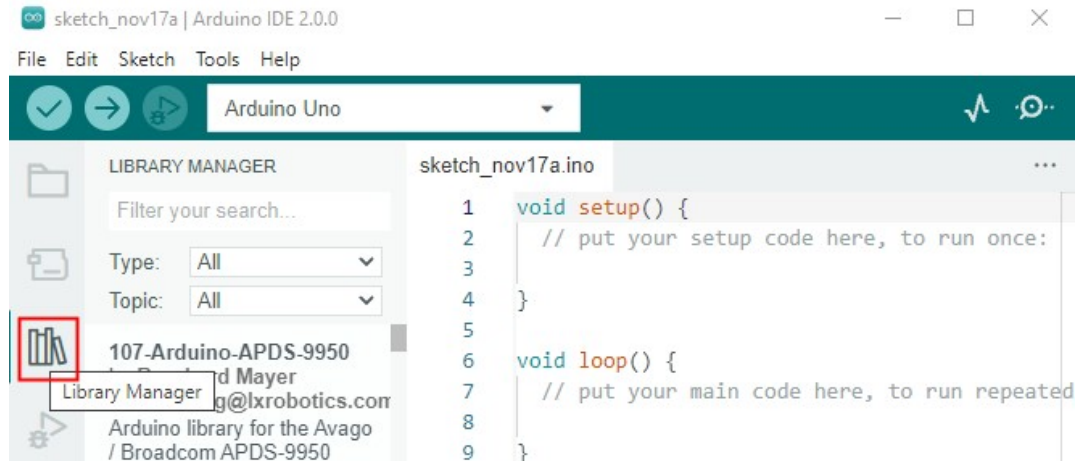 sketch_nov17a | Arduino IDE 2.0.0
File Edit Sketch Tools Help
Arduino Uno
LIBRARY MANAGER
Filter your search...
Type: All
Topic: All
107-Arduino-APDS-9950
d Mayer
Library Manager
g@lxrobotics.com
Arduino library for the Avago
/ Broadcom APDS-9950
sketch_nov17a.ino
...
1 void setup() {
2 // put your setup code here, to run once:
3
4 }
5
6 void loop() {
7 // put your main code here, to run repeated
8
9 }